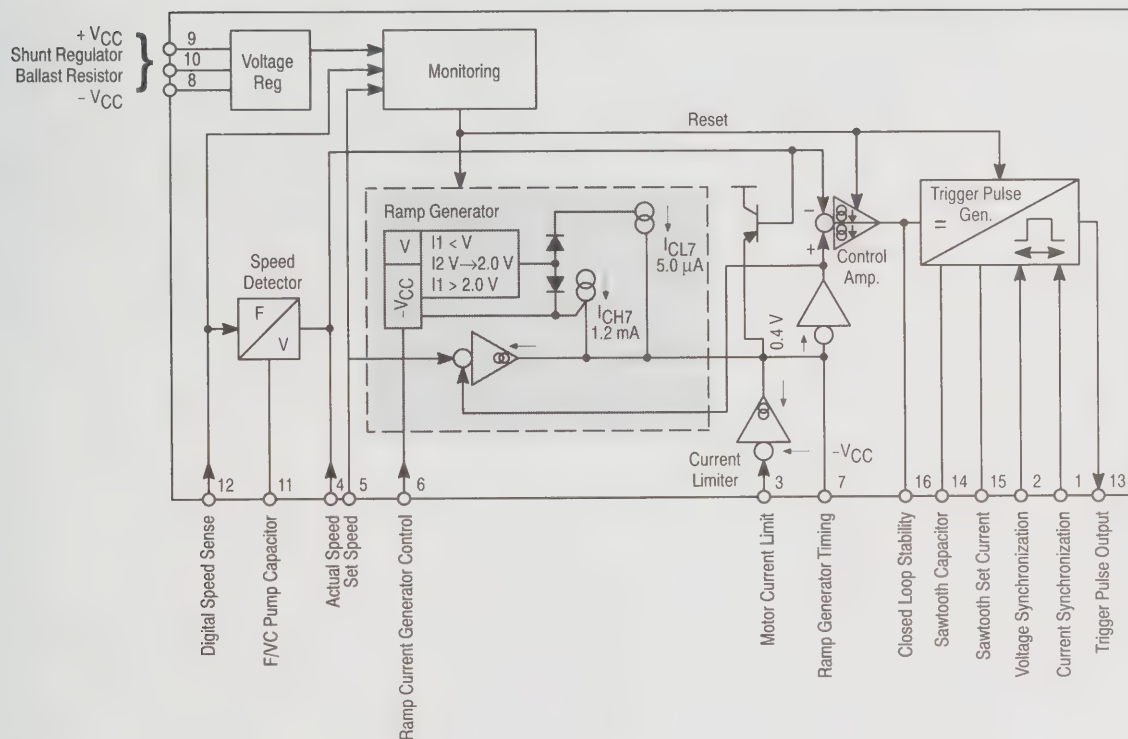 + VCC
Shunt Regulator
Ballast Resistor
– VCC
9
10
8
Voltage
Reg
Monitoring
Reset
Ramp Generator
V
–VCC
I1 < V
I2 V→2.0 V
I1 > 2.0 V
ICL7
5.0 μA
ICH7
1.2 mA
Speed
Detector
F
V
–
+
Control
Amp.
0.4 V
=
Trigger Pulse
Gen.
Current
Limiter
–VCC
12
11
4
5
6
3
7
16
14
15
2
1
13
Digital Speed Sense
F/VC Pump Capacitor
Actual Speed
Set Speed
Ramp Current Generator Control
Motor Current Limit
Ramp Generator Timing
Closed Loop Stability
Sawtooth Capacitor
Sawtooth Set Current
Voltage Synchronization
Current Synchronization
Trigger Pulse Output